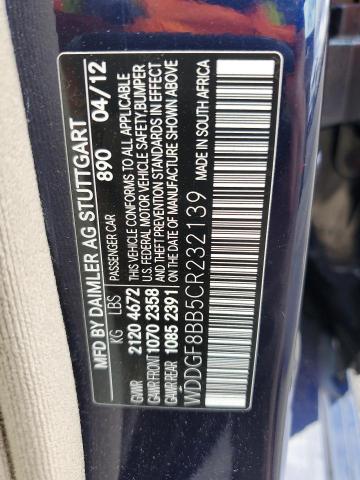 MFD BY DAIMLER AG STUTTGART 890 04/12
KG LBS PASSENGER CAR
GVWR 2120 4672 THIS VEHICLE CONFORMS TO ALL APPLICABLE
GAWR FRONT 1070 2358 U.S. FEDERAL MOTOR VEHICLE SAFETY, BUMPER
AND THEFT PREVENTION STANDARDS IN EFFECT
GAWR REAR 1085 2391 ON THE DATE OF MANUFACTURE SHOWN ABOVE
WDDGF8BB5CR232139 MADE IN SOUTH AFRICA